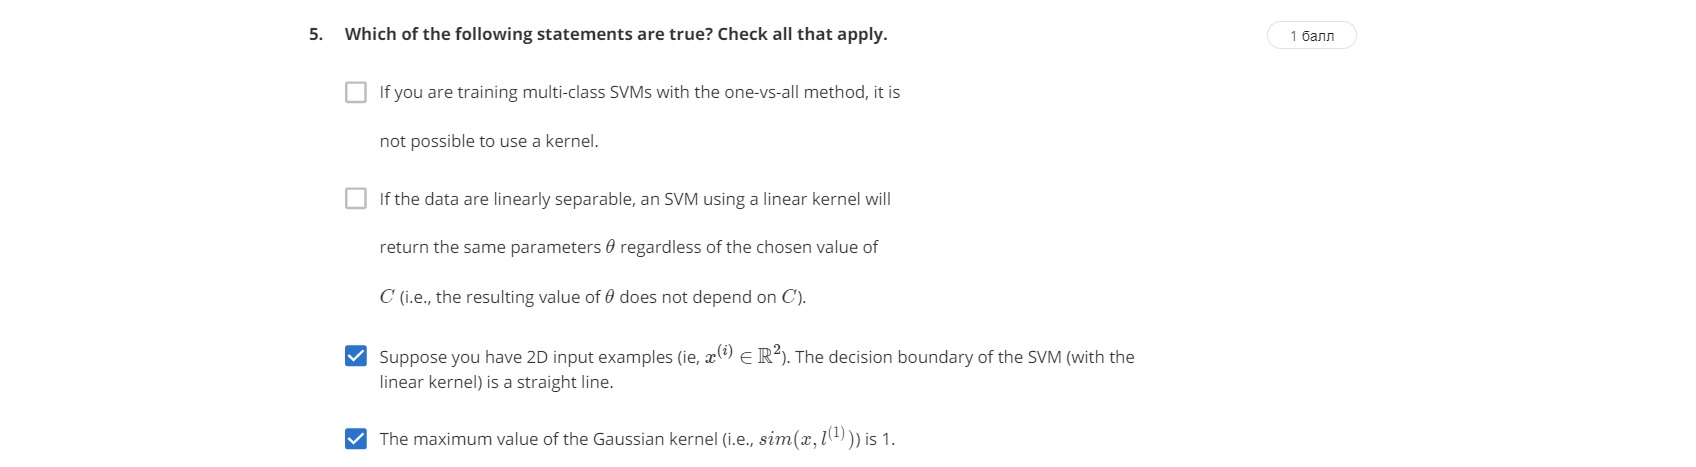 5. Which of the following statements are true? Check all that apply.
1 балл
If you are training multi-class SVMs with the one-vs-all method, it is
not possible to use a kernel.
If the data are linearly separable, an SVM using a linear kernel will
return the same parameters θ regardless of the chosen value of
C (i.e., the resulting value of θ does not depend on C).
Suppose you have 2D input examples (ie, x⁽ⁱ⁾ ∈ ℝ²). The decision boundary of the SVM (with the
linear kernel) is a straight line.
The maximum value of the Gaussian kernel (i.e., sim(x, l⁽¹⁾)) is 1.